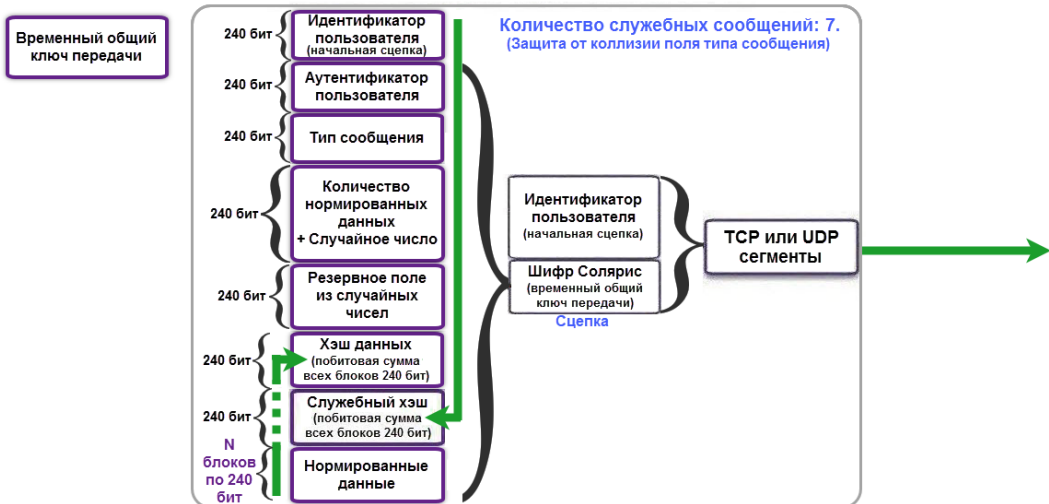 Временный общий
ключ передачи
240 бит
Идентификатор
пользователя
(начальная сцепка)
Количество служебных сообщений: 7.
(Защита от коллизии поля типа сообщения)
240 бит
Аутентификатор
пользователя
240 бит
Тип сообщения
240 бит
Количество
нормированных
данных
+ Случайное число
Идентификатор
пользователя
(начальная сцепка)
TCP или UDP
сегменты
240 бит
Резервное поле
из случайных
чисел
Шифр Солярис
(временный общий
ключ передачи)
Сцепка
240 бит
Хэш данных
(побитовая сумма
всех блоков 240 бит)
240 бит
Служебный хэш
(побитовая сумма
всех блоков 240 бит)
N
блоков
по 240
бит
Нормированные
данные